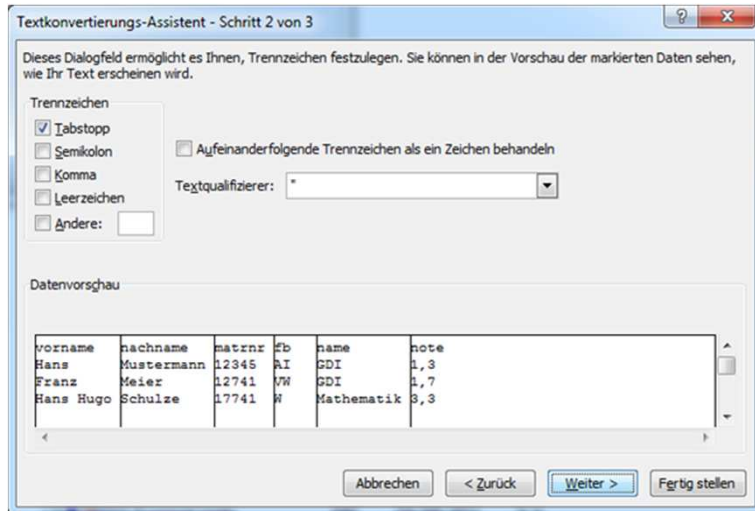 Textkonvertierungs-Assistent - Schritt 2 von 3
Dieses Dialogfeld ermöglicht es Ihnen, Trennzeichen festzulegen. Sie können in der Vorschau der markierten Daten sehen,
wie Ihr Text erscheinen wird.
Trennzeichen
Tabstopp
Semikolon
Komma
Leerzeichen
Andere:
Aufeinanderfolgende Trennzeichen als ein Zeichen behandeln
Textqualifizierer: "
Datenvorschau
vorname nachname matrnr fb name note
Hans Mustermann 12345 AI GDI 1,3
Franz Meier 12741 VW GDI 1,7
Hans Hugo Schulze 17741 W Mathematik 3,3
Abbrechen < Zurück Weiter > Fertig stellen